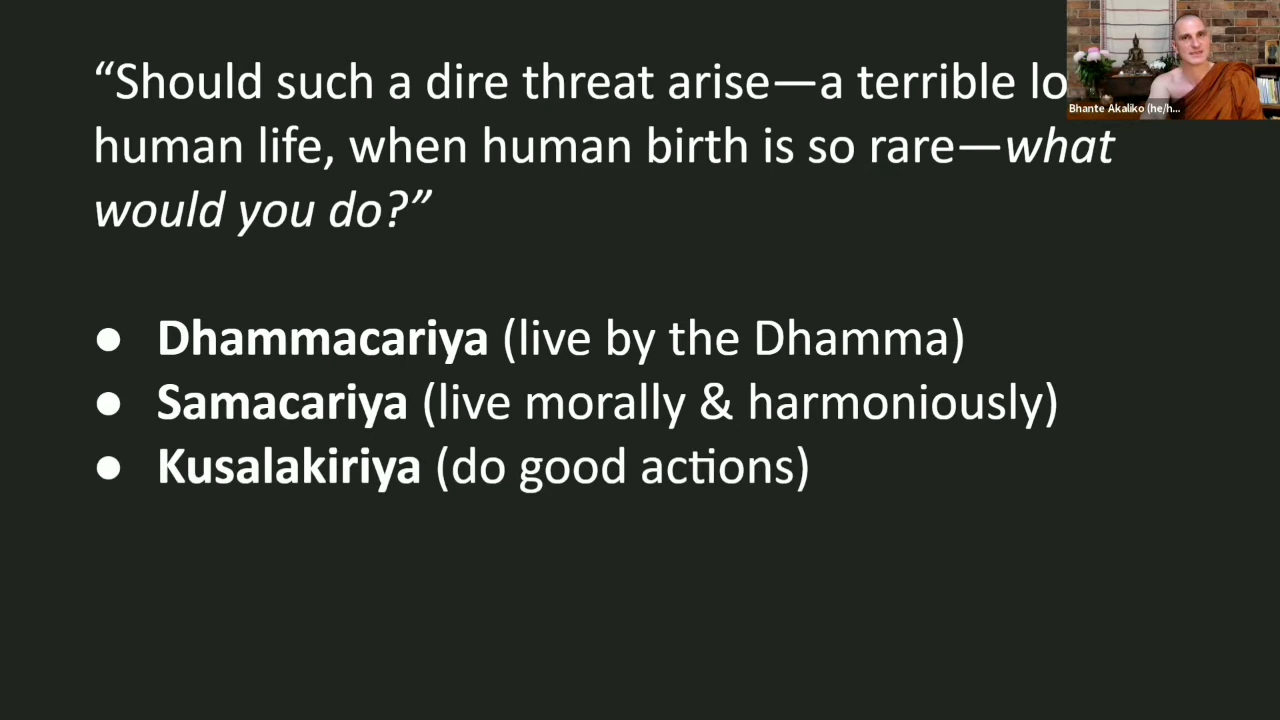 “Should such a dire threat arise—a terrible
human life, when human birth is so rare—what
would you do?”
● Dhammacariya (live by the Dhamma)
● Samacariya (live morally & harmoniously)
● Kusalakiriya (do good actions)
Bhante Akaliko (he/h...